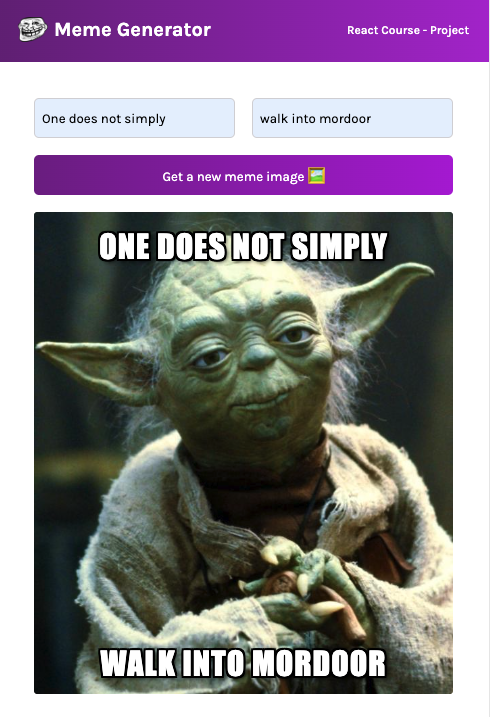 Meme Generator
React Course - Project
One does not simply
walk into mordoor
Get a new meme image 🖼️
ONE DOES NOT SIMPLY
WALK INTO MORDOOR